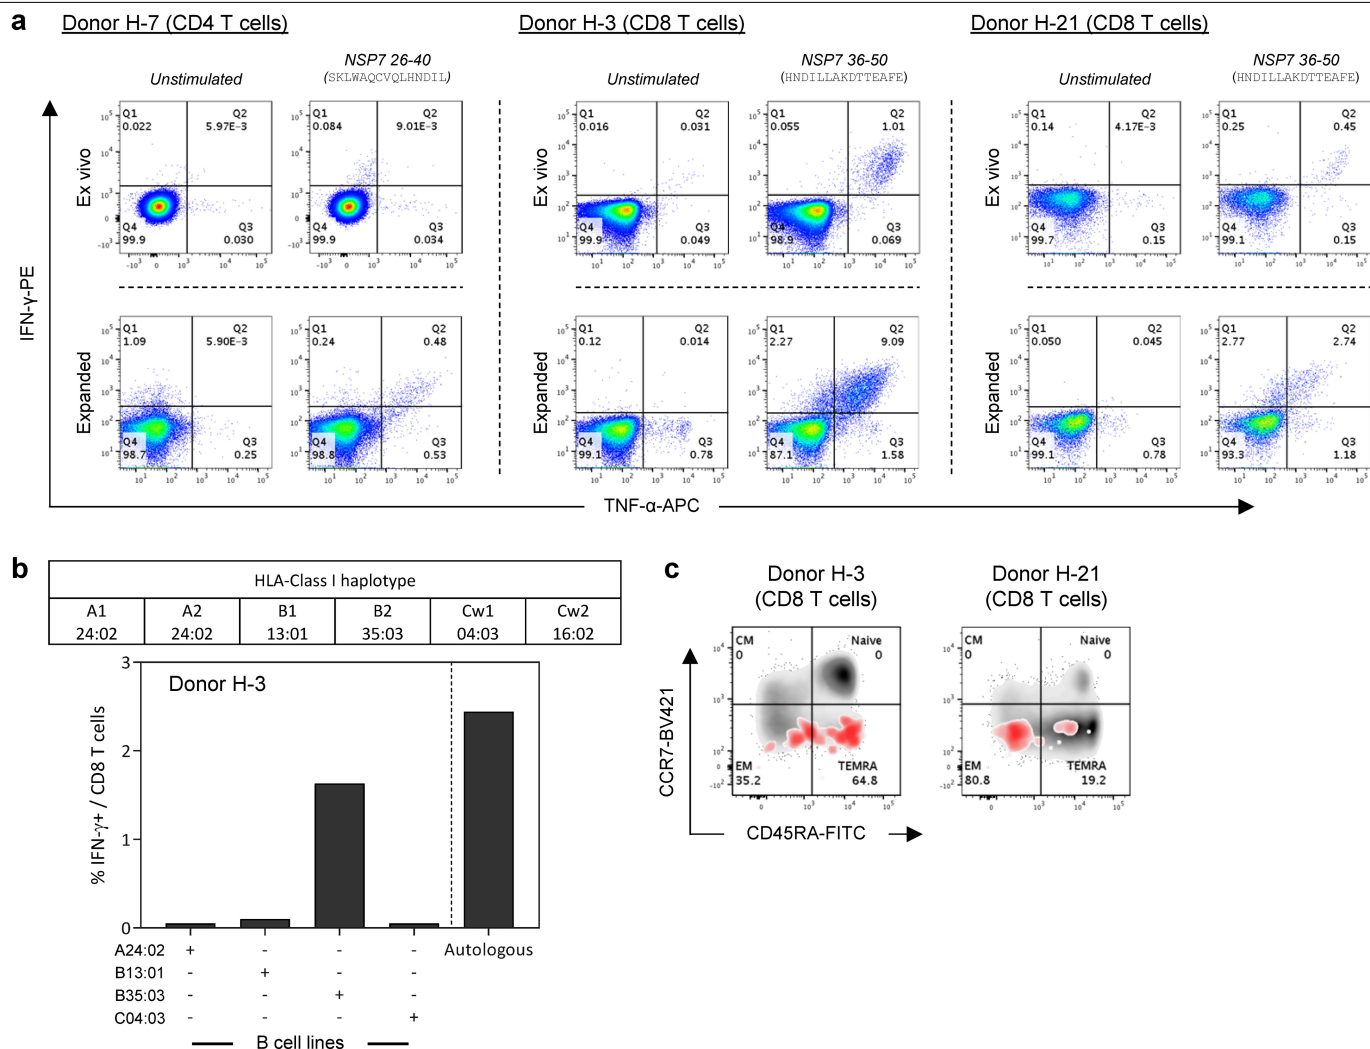 a
Donor H-7 (CD4 T cells)
Donor H-3 (CD8 T cells)
Donor H-21 (CD8 T cells)
Unstimulated
NSP7 26-40
(SKLWAQCVQLHNDIL)
Unstimulated
NSP7 36-50
(HNDILLAKDTTEAFE)
Unstimulated
NSP7 36-50
(HNDILLAKDTTEAFE)
IFN-γ-PE
Ex vivo
Q1
0.022
Q2
5.97E-3
Q4
99.9
Q3
0.030
Q1
0.084
Q2
9.01E-3
Q4
99.9
Q3
0.034
Ex vivo
Q1
0.016
Q2
0.031
Q4
99.9
Q3
0.049
Q1
0.055
Q2
1.01
Q4
98.9
Q3
0.069
Ex vivo
Q1
0.14
Q2
4.17E-3
Q4
99.7
Q3
0.15
Q1
0.25
Q2
0.45
Q4
99.1
Q3
0.15
Expanded
Q1
1.09
Q2
5.90E-3
Q4
98.7
Q3
0.25
Q1
0.24
Q2
0.48
Q4
98.8
Q3
0.53
Expanded
Q1
0.12
Q2
0.014
Q4
99.1
Q3
0.78
Q1
2.27
Q2
9.09
Q4
87.1
Q3
1.58
Expanded
Q1
0.050
Q2
0.045
Q4
99.1
Q3
0.78
Q1
2.77
Q2
2.74
Q4
93.3
Q3
1.18
TNF-α-APC
b
HLA-Class I haplotype
A1 A2 B1 B2 Cw1 Cw2
24:02 24:02 13:01 35:03 04:03 16:02
Donor H-3
% IFN-γ+ / CD8 T cells
3
2
1
0
A24:02 + - - - Autologous
B13:01 - + - -
B35:03 - - + -
C04:03 - - - +
B cell lines
c
Donor H-3
(CD8 T cells)
Donor H-21
(CD8 T cells)
CCR7-BV421
CM
0
Naive
0
EM
35.2
TEMRA
64.8
CM
0
Naive
0
EM
80.8
TEMRA
19.2
CD45RA-FITC